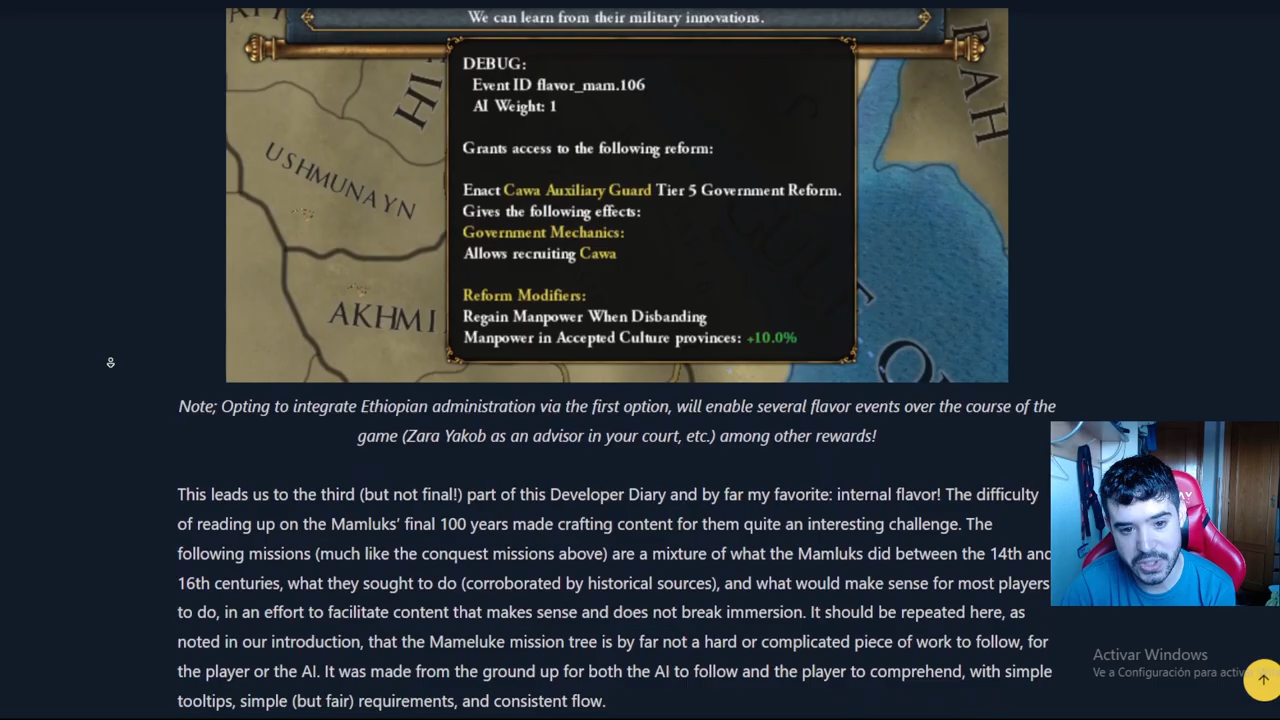 We can learn from their military innovations.
DEBUG:
Event ID flavor_mam.106
AI Weight: 1
Grants access to the following reform:
Enact Cawa Auxiliary Guard Tier 5 Government Reform.
Gives the following effects:
Government Mechanics:
Allows recruiting Cawa
Reform Modifiers:
Regain Manpower When Disbanding
Manpower in Accepted Culture provinces: +10.0%
USHMUNAYN
AKHMI
Note; Opting to integrate Ethiopian administration via the first option, will enable several flavor events over the course of the
game (Zara Yakob as an advisor in your court, etc.) among other rewards!
This leads us to the third (but not final!) part of this Developer Diary and by far my favorite: internal flavor! The difficulty
of reading up on the Mamluks’ final 100 years made crafting content for them quite an interesting challenge. The
following missions (much like the conquest missions above) are a mixture of what the Mamluks did between the 14th and
16th centuries, what they sought to do (corroborated by historical sources), and what would make sense for most players
to do, in an effort to facilitate content that makes sense and does not break immersion. It should be repeated here, as
noted in our introduction, that the Mameluke mission tree is by far not a hard or complicated piece of work to follow, for
the player or the AI. It was made from the ground up for both the AI to follow and the player to comprehend, with simple
tooltips, simple (but fair) requirements, and consistent flow.
Activar Windows
Ve a Configuración para activ